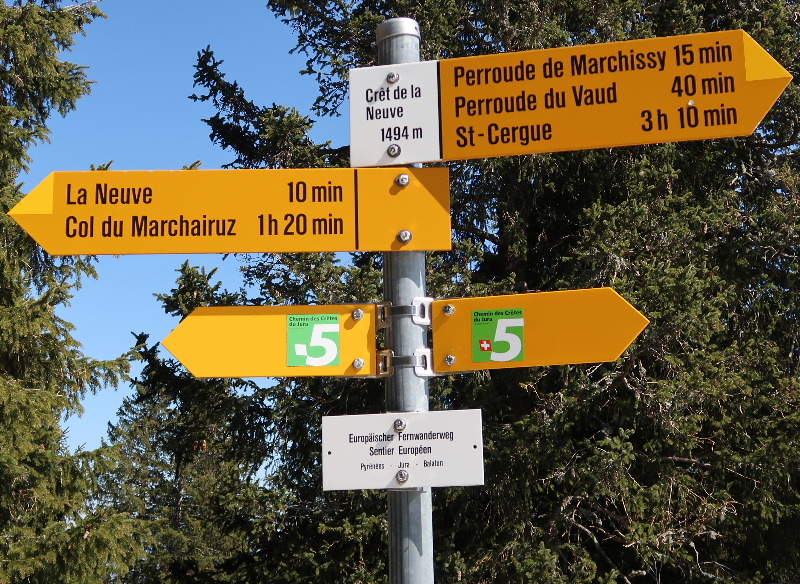 Crêt de la
Neuve
1494 m
Perroude de Marchissy 15 min
Perroude du Vaud 40 min
St-Cergue 3 h 10 min
La Neuve 10 min
Col du Marchairuz 1 h 20 min
Chemin des Crêtes
du Jura
5
Chemin des Crêtes
du Jura
5
Europäischer Fernwanderweg
Sentier Européen
Pyrénées - Jura - Balaton